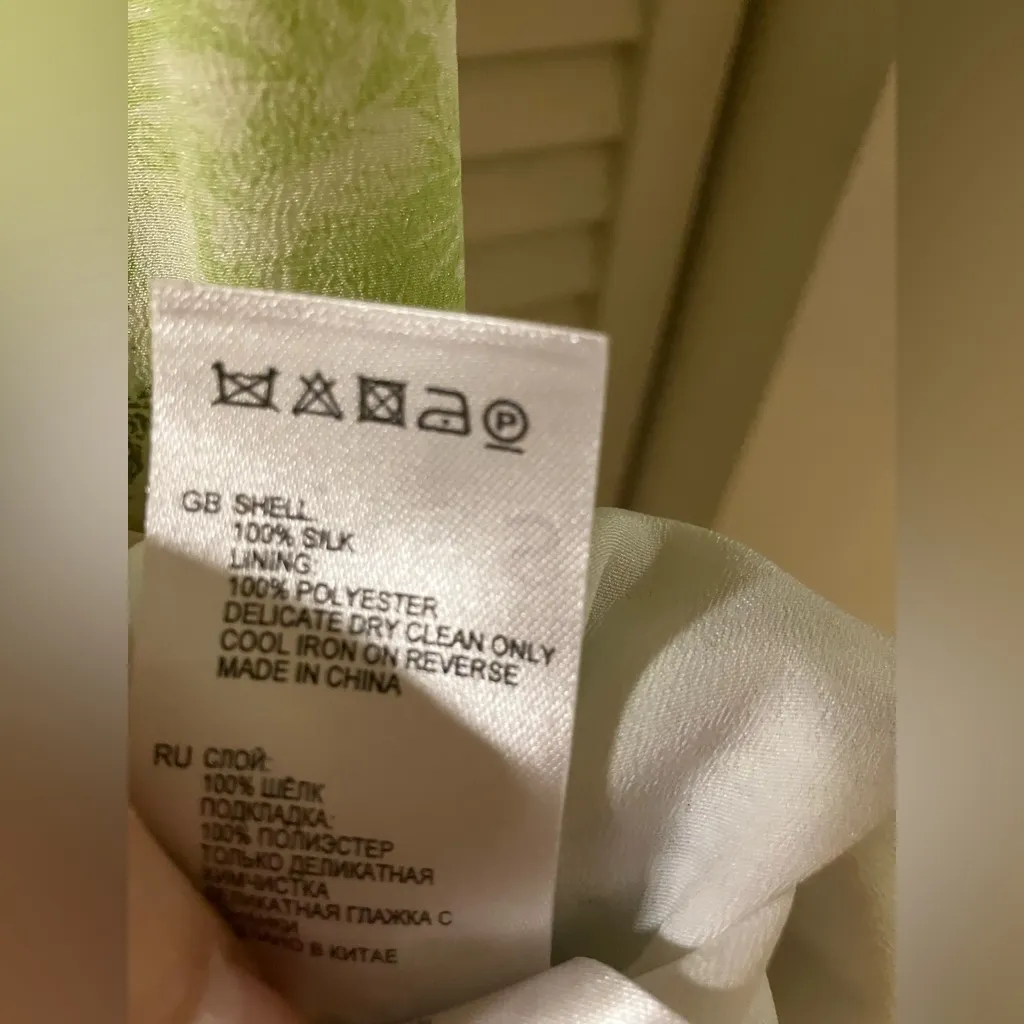 P
GB SHELL:
100% SILK
LINING:
100% POLYESTER
DELICATE DRY CLEAN ONLY
COOL IRON ON REVERSE
MADE IN CHINA
RU СЛОЙ:
100% ШЁЛК
ПОДКЛАДКА:
100% ПОЛИЭСТЕР
ТОЛЬКО ДЕЛИКАТНАЯ
ХИМЧИСТКА
ДЕЛИКАТНАЯ ГЛАЖКА С
В КИТАЕ